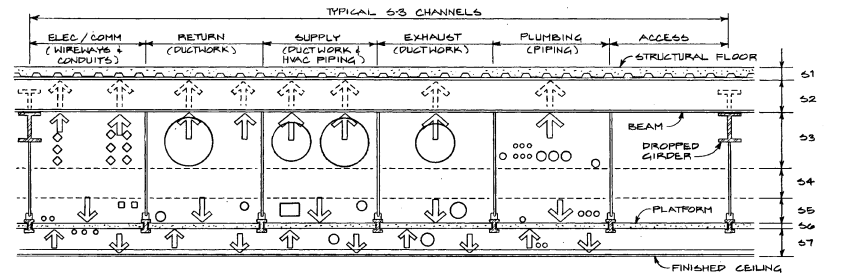 TYPICAL S-3 CHANNELS
ELEC/COMM
(WIREWAYS &
CONDUITS)
RETURN
(DUCTWORK)
SUPPLY
(DUCTWORK &
HVAC PIPING)
EXHAUST
(DUCTWORK)
PLUMBING
(PIPING)
ACCESS
STRUCTURAL FLOOR
S1
S2
BEAM
DROPPED
GIRDER
S3
S4
PLATFORM
S5
S6
S7
FINISHED CEILING